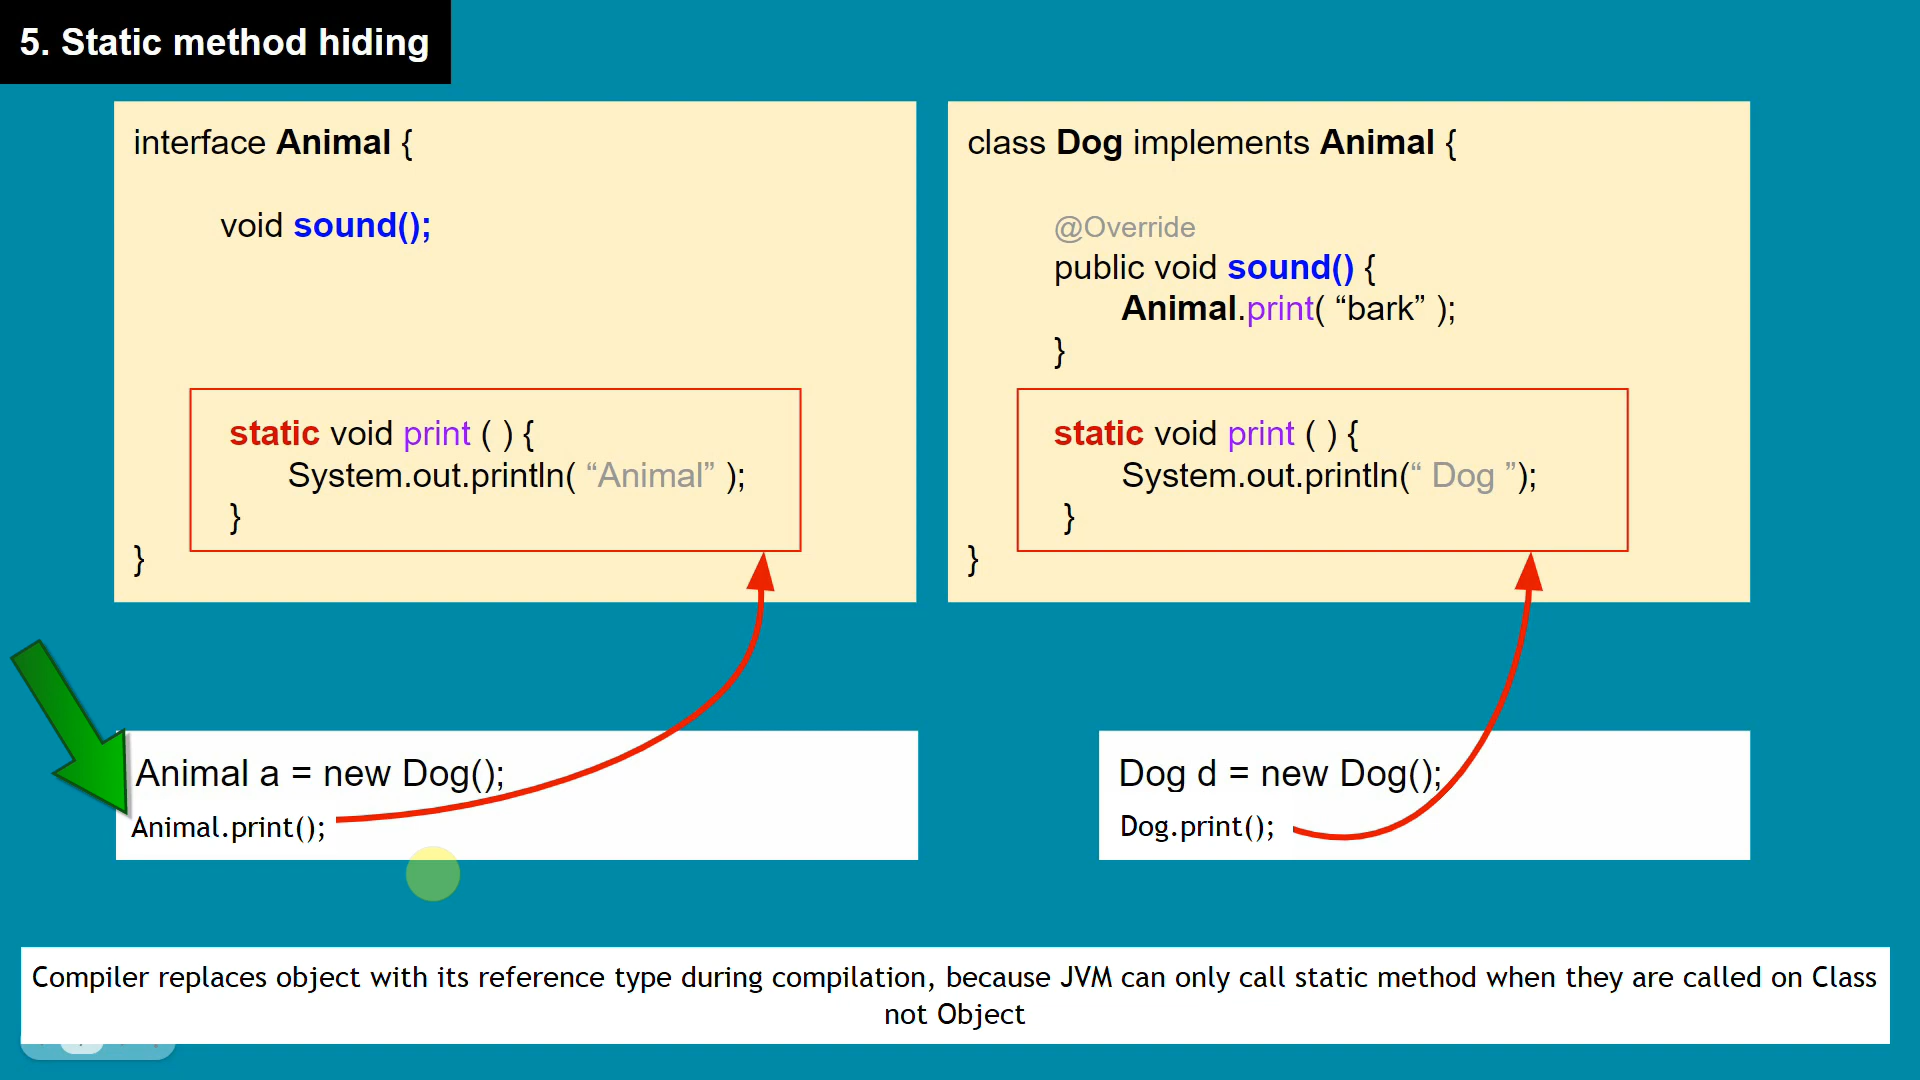 5. Static method hiding
interface Animal {
void sound();
static void print ( ) {
System.out.println( “Animal” );
}
}
class Dog implements Animal {
@Override
public void sound() {
Animal.print( “bark” );
}
static void print ( ) {
System.out.println(“ Dog ”);
}
}
Animal a = new Dog();
Animal.print();
Dog d = new Dog();
Dog.print();
Compiler replaces object with its reference type during compilation, because JVM can only call static method when they are called on Class
not Object